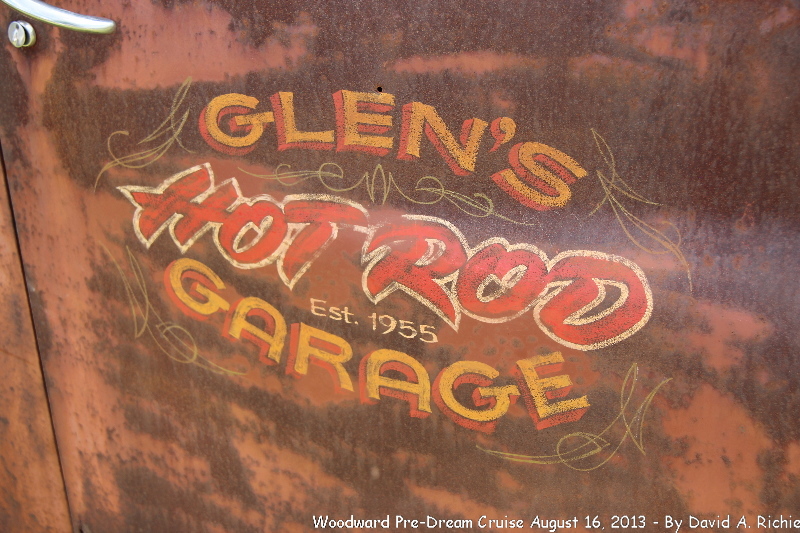 GLEN'S
HOT ROD
Est. 1955
GARAGE
Woodward Pre-Dream Cruise August 16, 2013 - By David A. Richie